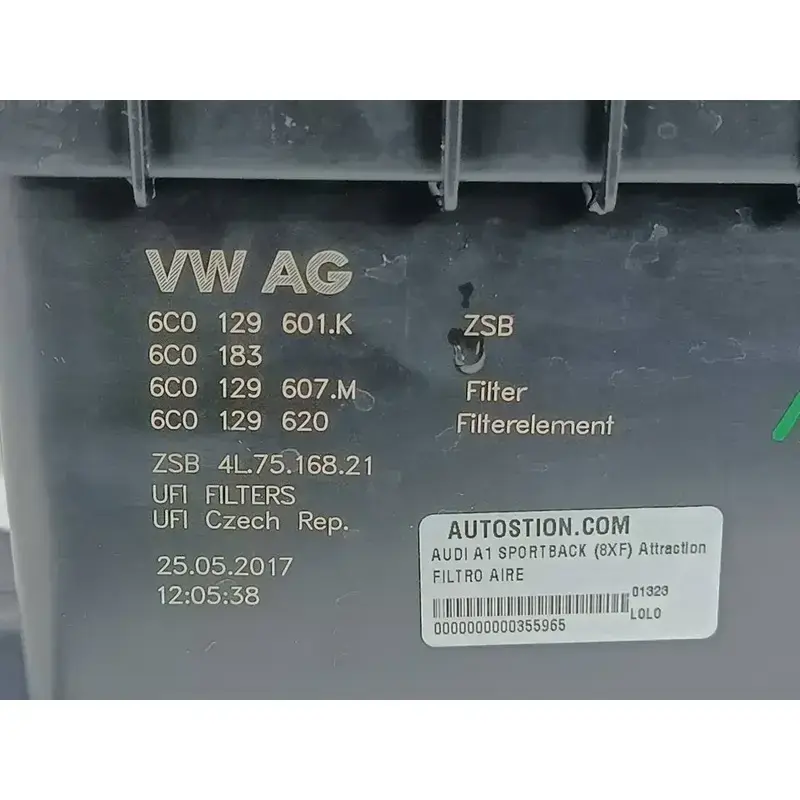 VW AG
6C0 129 601.K ZSB
6C0 183
6C0 129 607.M Filter
6C0 129 620 Filterelement
ZSB 4L.75.168.21
UFI FILTERS
UFI Czech Rep.
25.05.2017
12:05:38
AUTOSTION.COM
AUDI A1 SPORTBACK (8XF) Attraction
FILTRO AIRE
01323
LOLO
0000000000355965